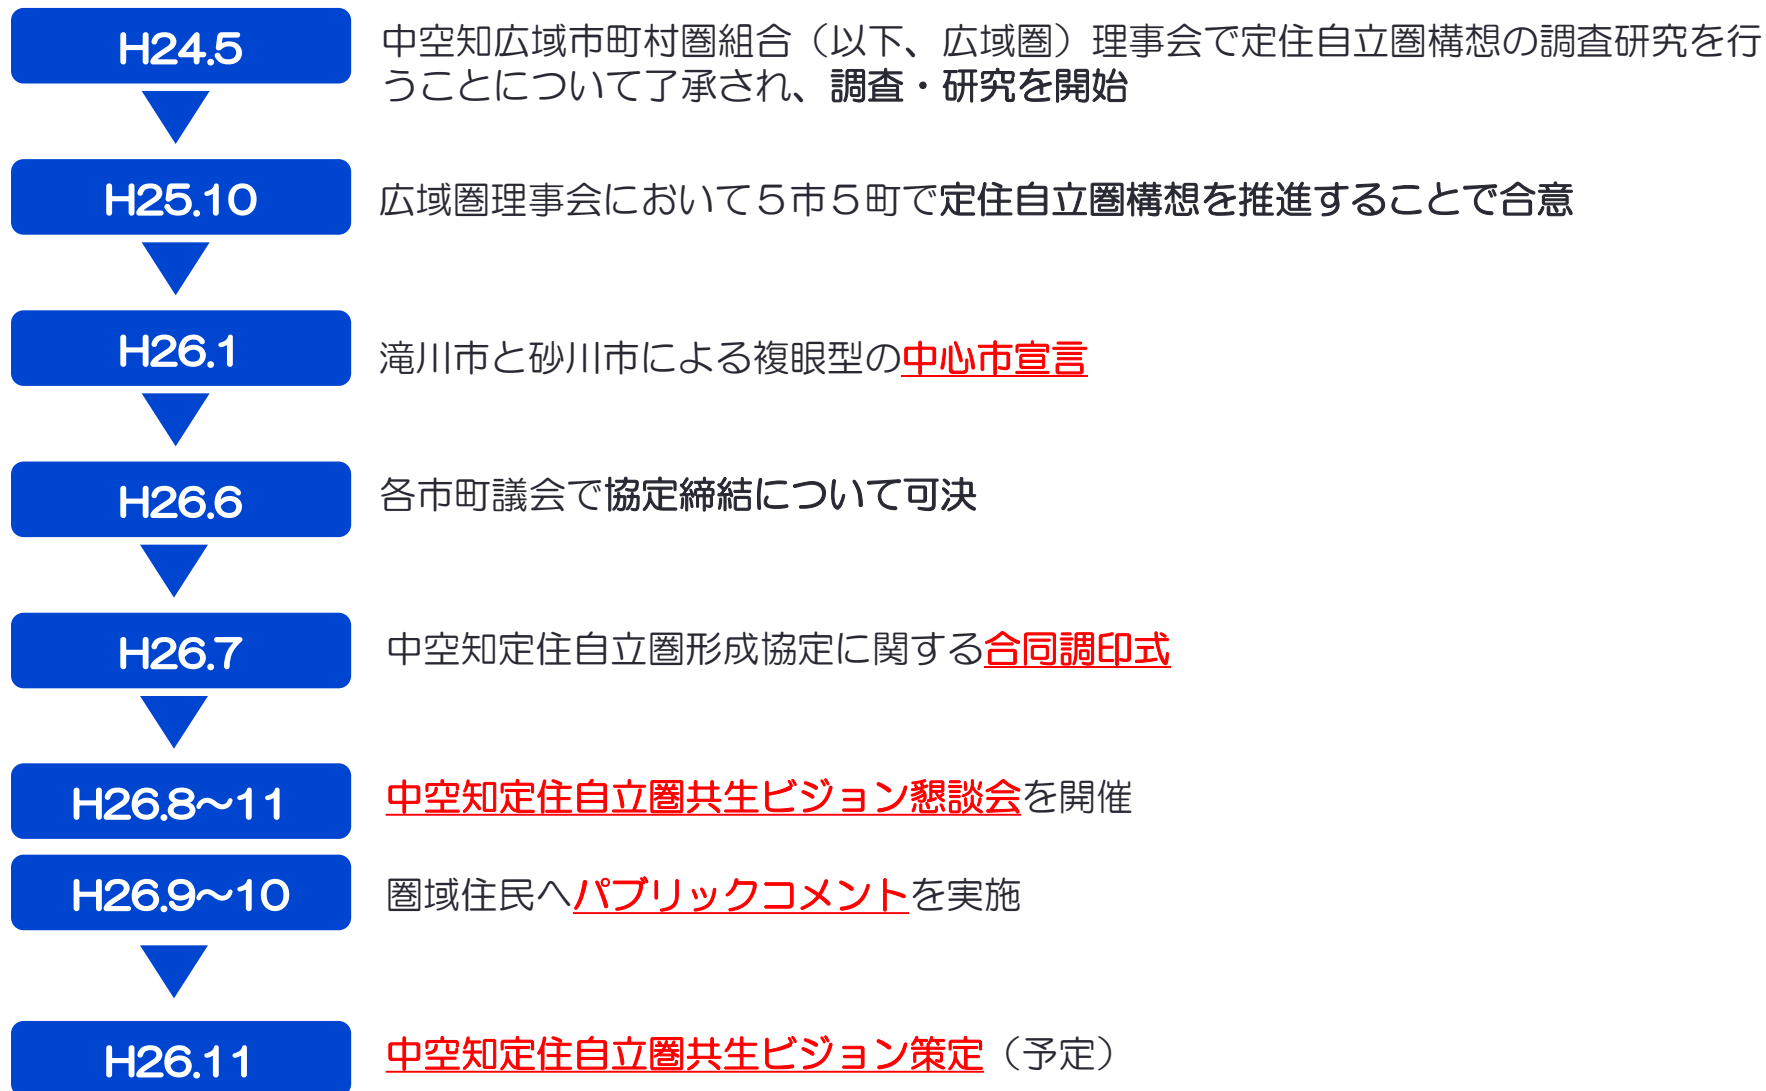 H24.5
中空知広域市町村圏組合（以下、広域圏）理事会で定住自立圏構想の調査研究を行
うことについて了承され、調査・研究を開始
H25.10
広域圏理事会において５市５町で定住自立圏構想を推進することで合意
H26.1
滝川市と砂川市による複眼型の中心市宣言
H26.6
各市町議会で協定締結について可決
H26.7
中空知定住自立圏形成協定に関する合同調印式
H26.8～11
中空知定住自立圏共生ビジョン懇談会を開催
H26.9～10
圏域住民へパブリックコメントを実施
H26.11
中空知定住自立圏共生ビジョン策定（予定）